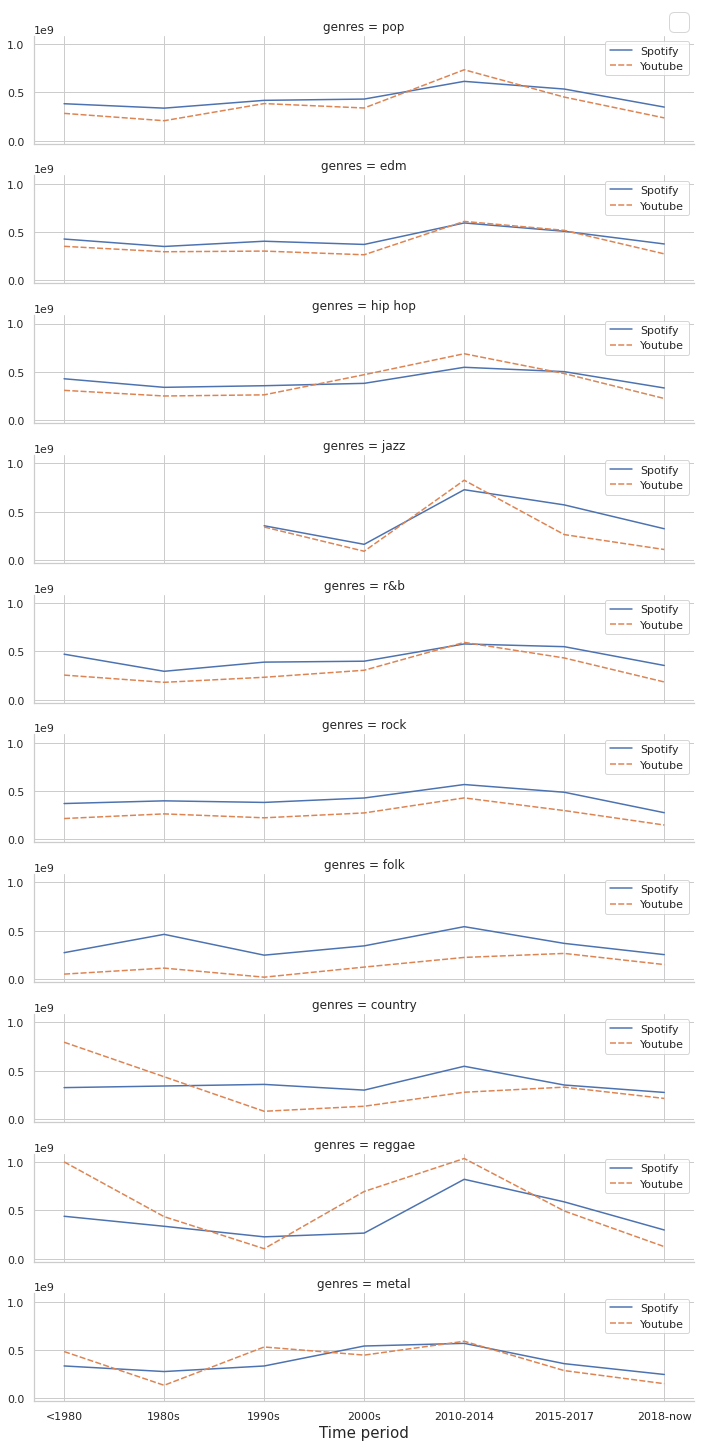 genres = pop
1e9
1.0
0.5
0.0
Spotify
Youtube
genres = edm
1e9
1.0
0.5
0.0
Spotify
Youtube
genres = hip hop
1e9
1.0
0.5
0.0
Spotify
Youtube
genres = jazz
1e9
1.0
0.5
0.0
Spotify
Youtube
genres = r&b
1e9
1.0
0.5
0.0
Spotify
Youtube
genres = rock
1e9
1.0
0.5
0.0
Spotify
Youtube
genres = folk
1e9
1.0
0.5
0.0
Spotify
Youtube
genres = country
1e9
1.0
0.5
0.0
Spotify
Youtube
genres = reggae
1e9
1.0
0.5
0.0
Spotify
Youtube
genres = metal
1e9
1.0
0.5
0.0
Spotify
Youtube
<1980 1980s 1990s 2000s 2010-2014 2015-2017 2018-now
Time period